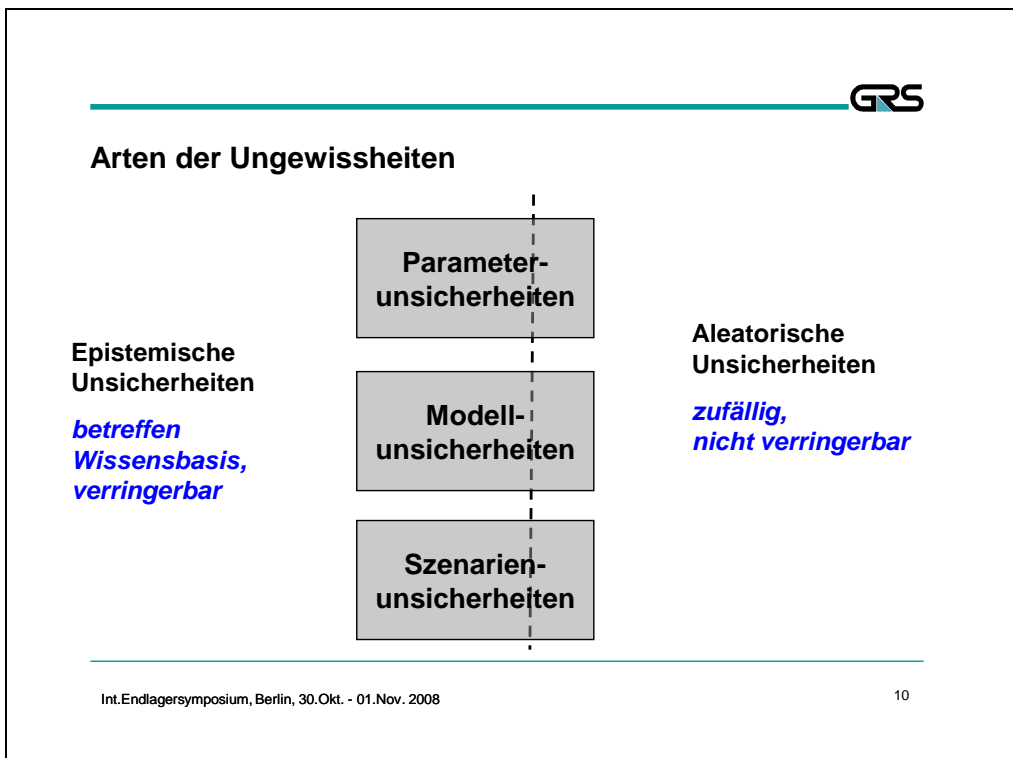 GRS
Arten der Ungewissheiten
Parameter-
unsicherheiten
Epistemische
Unsicherheiten
betreffen
Wissensbasis,
verringerbar
Modell-
unsicherheiten
Aleatorische
Unsicherheiten
zufällig,
nicht verringerbar
Szenarien-
unsicherheiten
Int.Endlagersymposium, Berlin, 30.Okt. - 01.Nov. 2008
10